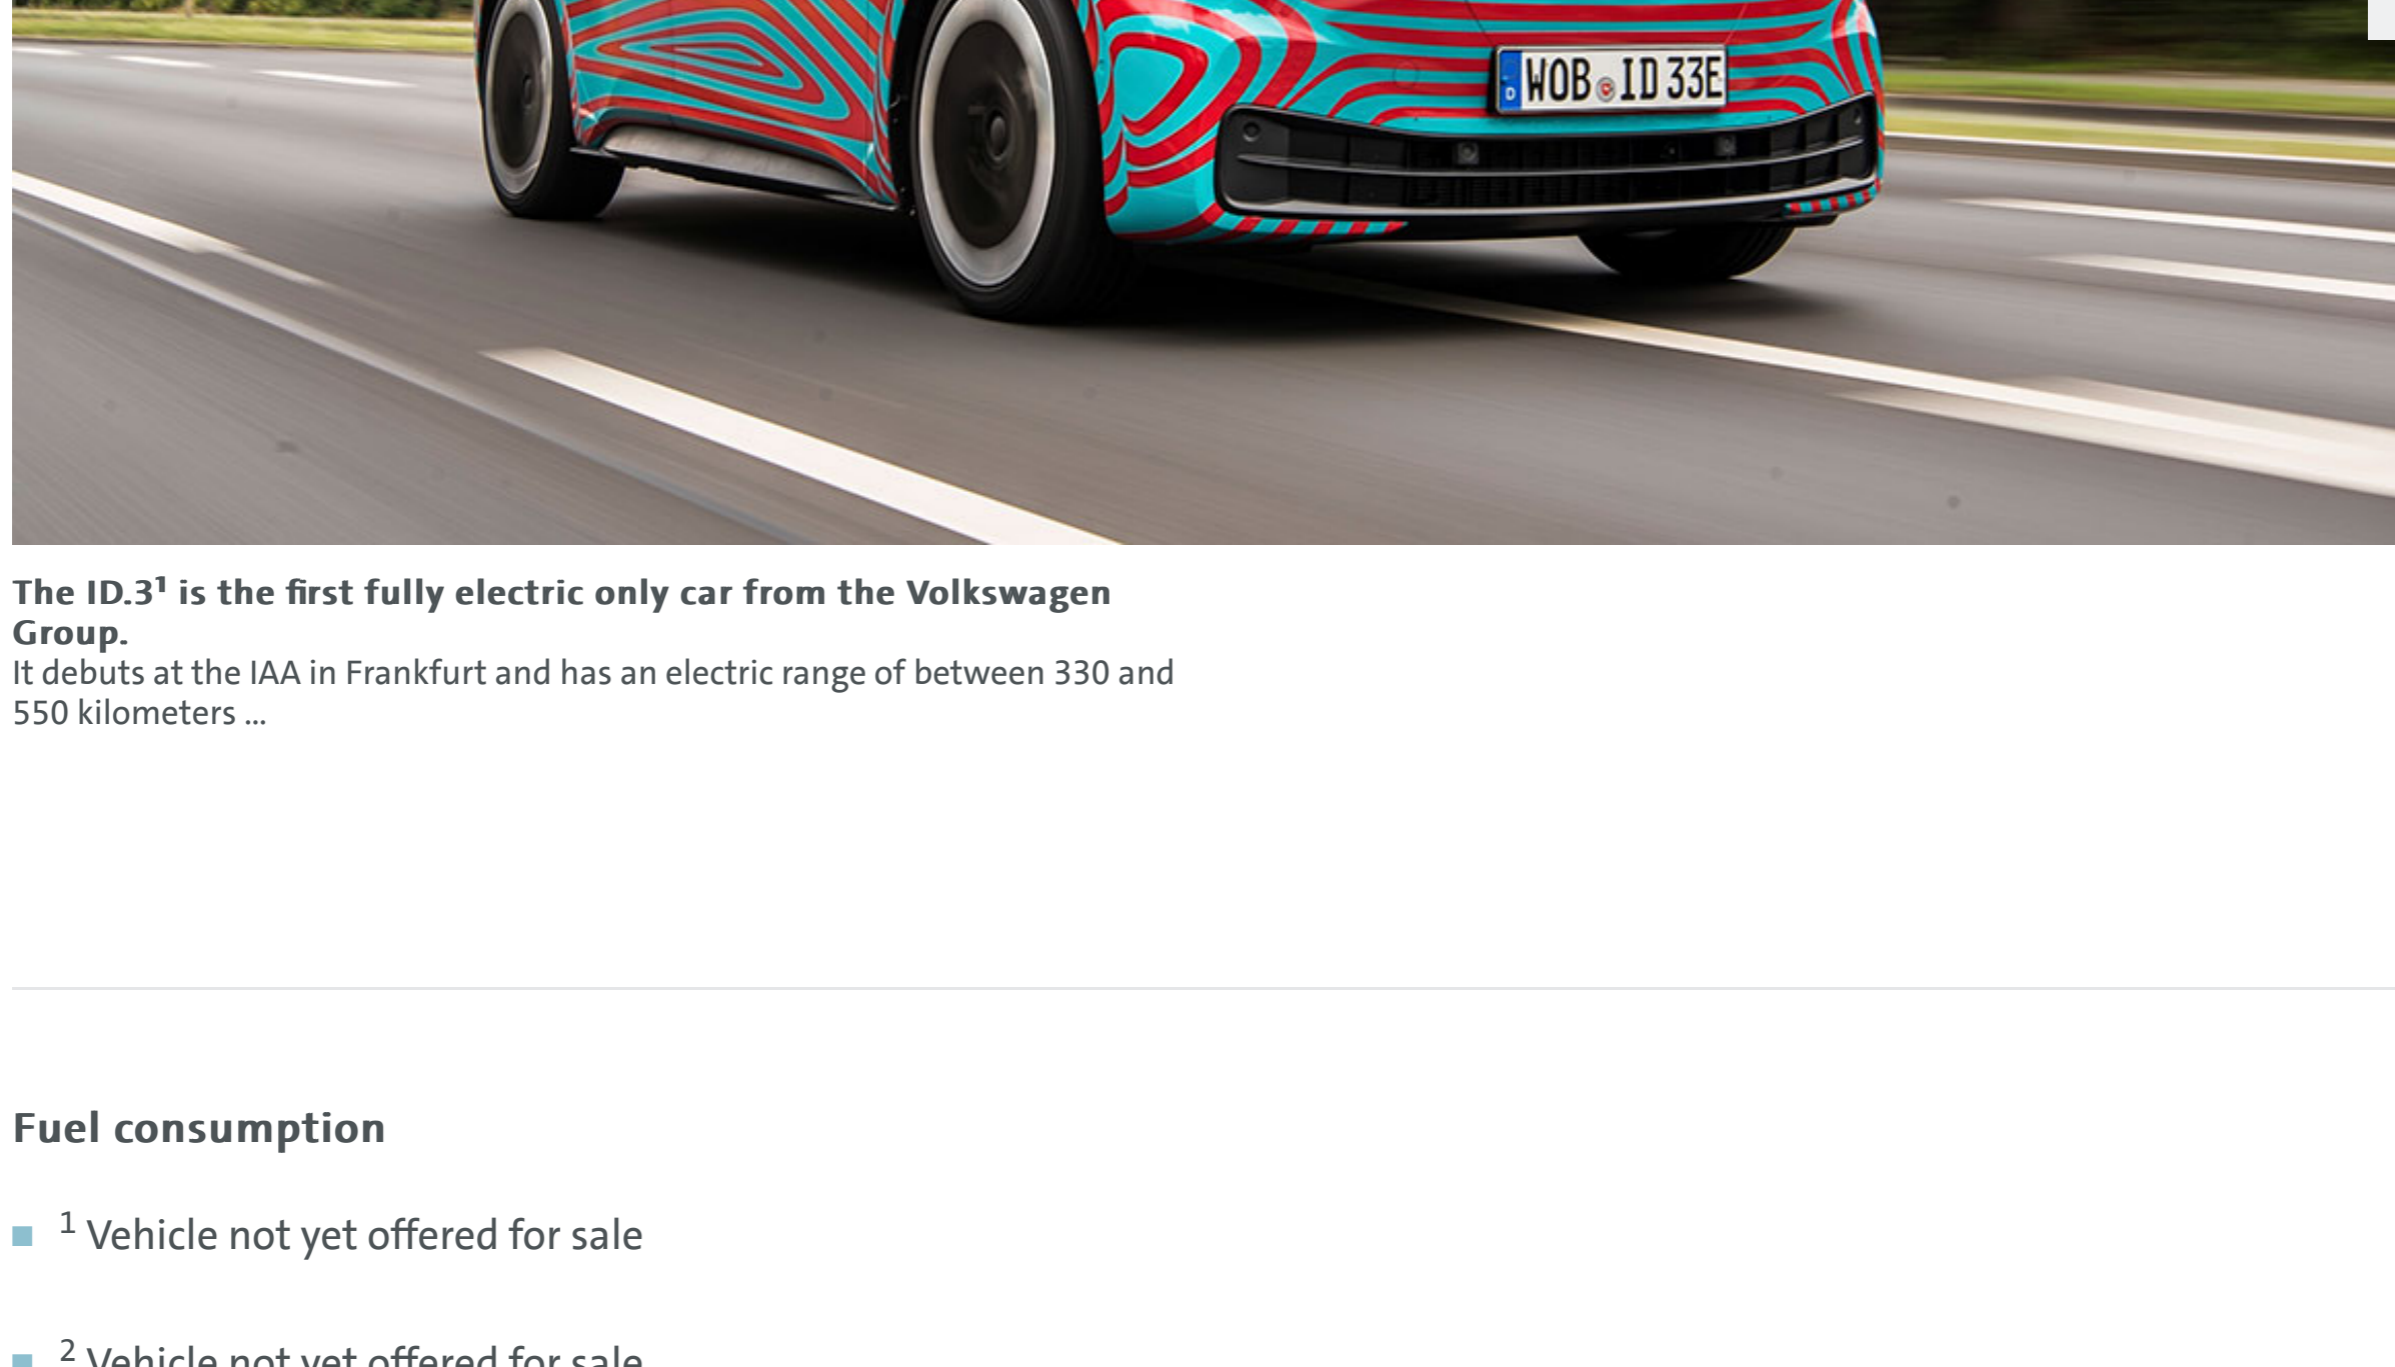 WOB ID 33E
D
The ID.3¹ is the first fully electric only car from the Volkswagen
Group.
It debuts at the IAA in Frankfurt and has an electric range of between 330 and
550 kilometers ...
Fuel consumption
¹ Vehicle not yet offered for sale
² Vehicle not yet offered for sale